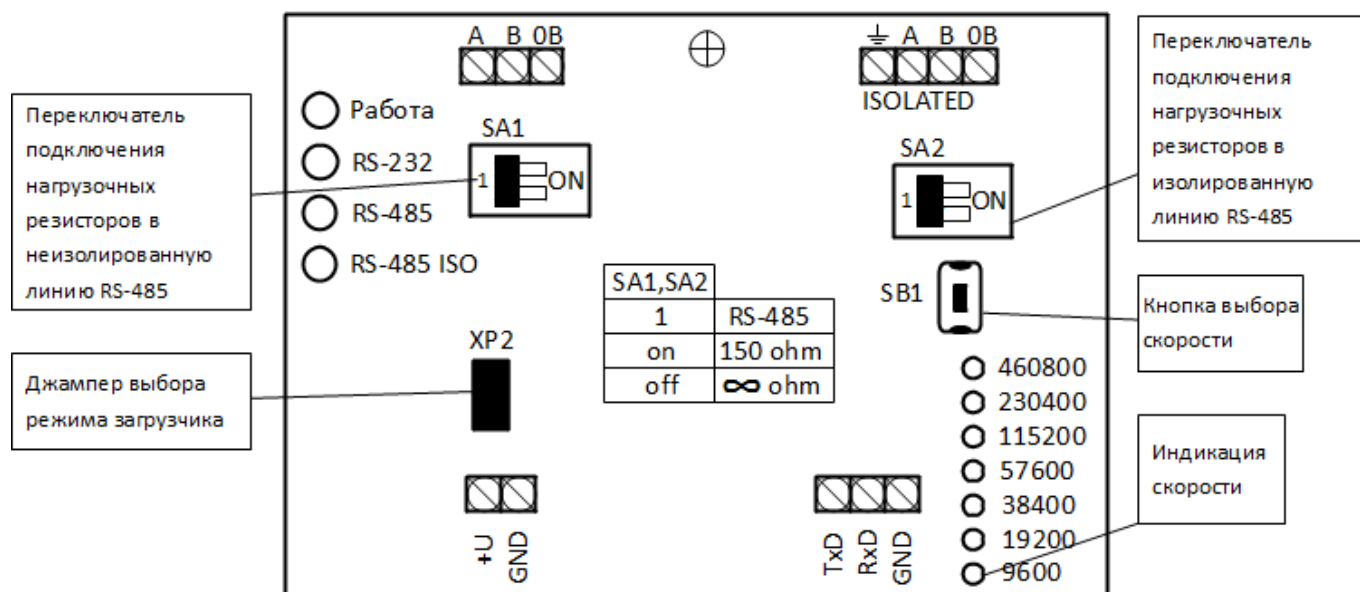 Переключатель
подключения
нагрузочных
резисторов в
неизолированную
линию RS-485
Джампер выбора
режима загрузчика
A B 0B
Работа
RS-232
RS-485
RS-485 ISO
SA1
1 ON
XP2
+U
GND
SA1,SA2
1 RS-485
on 150 ohm
off ∞ ohm
⏚ A B 0B
ISOLATED
SA2
1 ON
SB1
460800
230400
115200
57600
38400
19200
9600
TxD
RxD
GND
Переключатель
подключения
нагрузочных
резисторов в
изолированную
линию RS-485
Кнопка выбора
скорости
Индикация
скорости